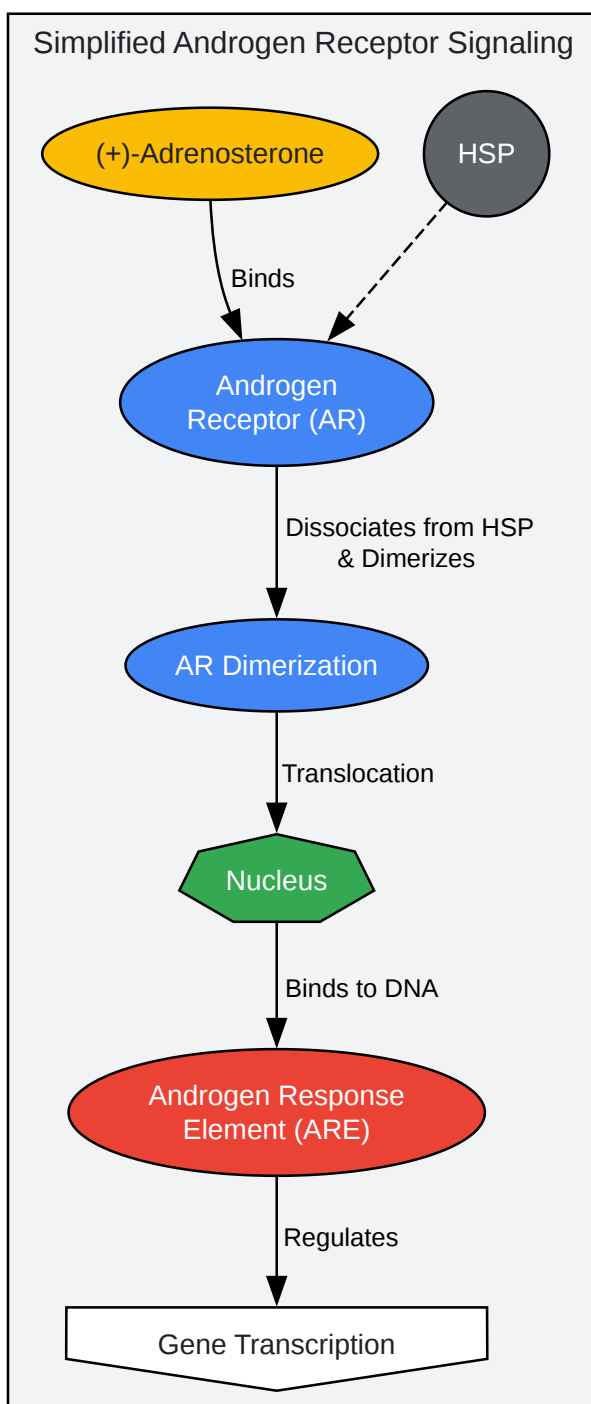 Simplified Androgen Receptor Signaling
(+)-Adrenosterone
HSP
Binds
Androgen
Receptor (AR)
Dissociates from HSP
& Dimerizes
AR Dimerization
Translocation
Nucleus
Binds to DNA
Androgen Response
Element (ARE)
Regulates
Gene Transcription